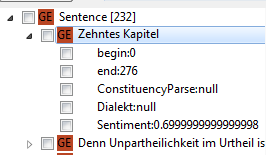 GE Sentence [232]
GE Zehntes Kapitel
begin:0
end:276
ConstituencyParse:null
Dialekt:null
Sentiment:0.6999999999999998
GE Denn Unpartheilichkeit im Urtheil is